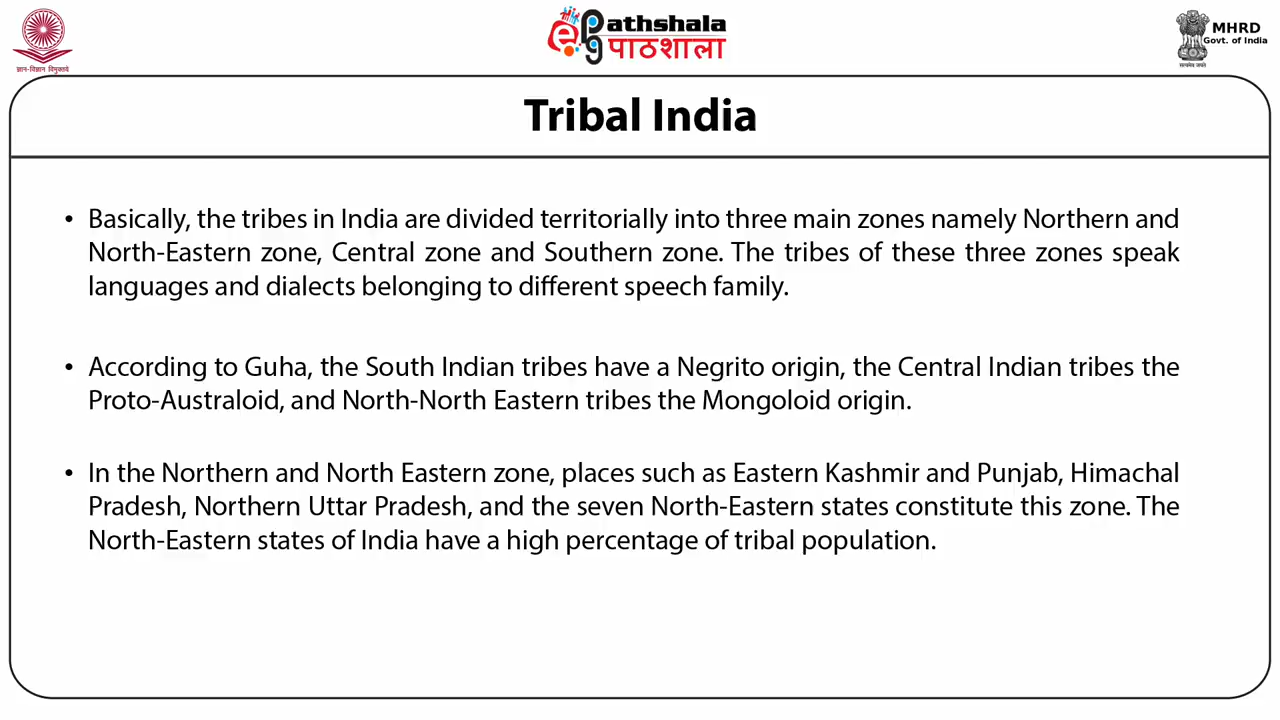 ज्ञान-विज्ञान विमुक्तये
ePathshala
पाठशाला
MHRD
Govt. of India
सत्यमेव जयते
Tribal India
• Basically, the tribes in India are divided territorially into three main zones namely Northern and
North-Eastern zone, Central zone and Southern zone. The tribes of these three zones speak
languages and dialects belonging to different speech family.
• According to Guha, the South Indian tribes have a Negrito origin, the Central Indian tribes the
Proto-Australoid, and North-North Eastern tribes the Mongoloid origin.
• In the Northern and North Eastern zone, places such as Eastern Kashmir and Punjab, Himachal
Pradesh, Northern Uttar Pradesh, and the seven North-Eastern states constitute this zone. The
North-Eastern states of India have a high percentage of tribal population.